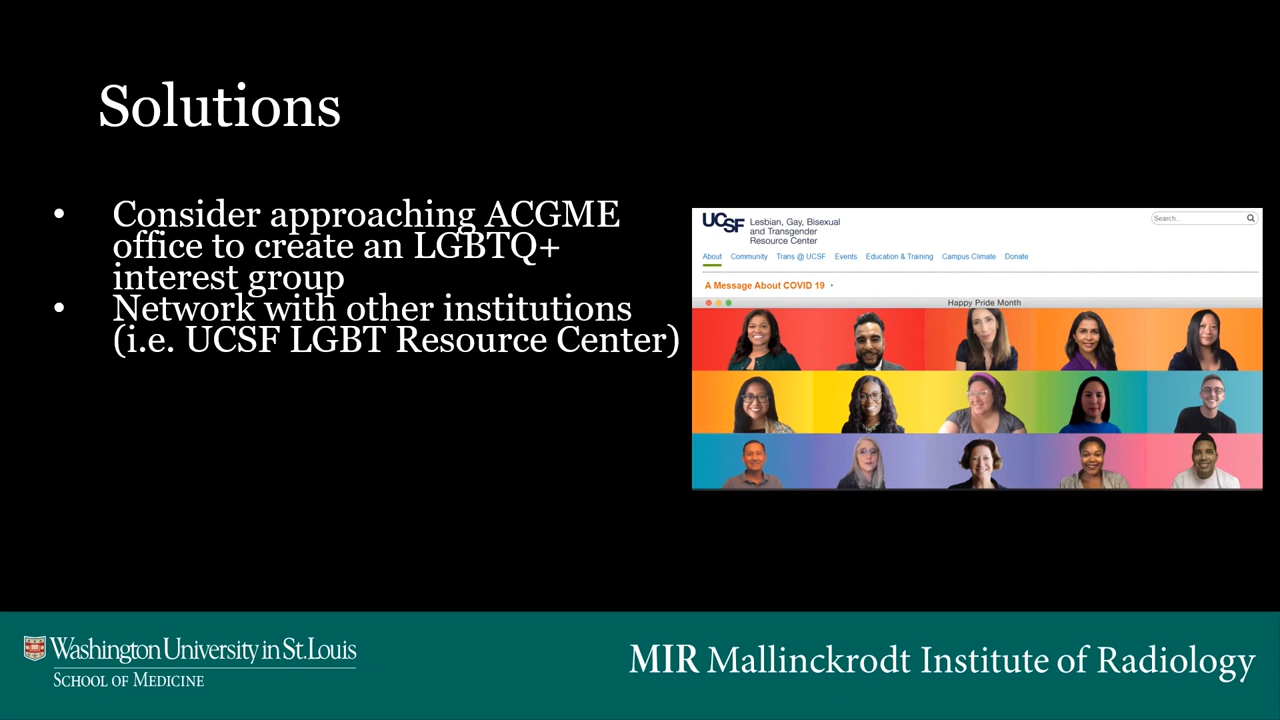 Solutions
• Consider approaching ACGME
office to create an LGBTQ+
interest group
• Network with other institutions
(i.e. UCSF LGBT Resource Center)
UCSF
Lesbian, Gay, Bisexual
and Transgender
Resource Center
Search...
About Community Trans @ UCSF Events Education & Training Campus Climate Donate
A Message About COVID 19
Happy Pride Month
Washington University in St. Louis
SCHOOL OF MEDICINE
MIR Mallinckrodt Institute of Radiology